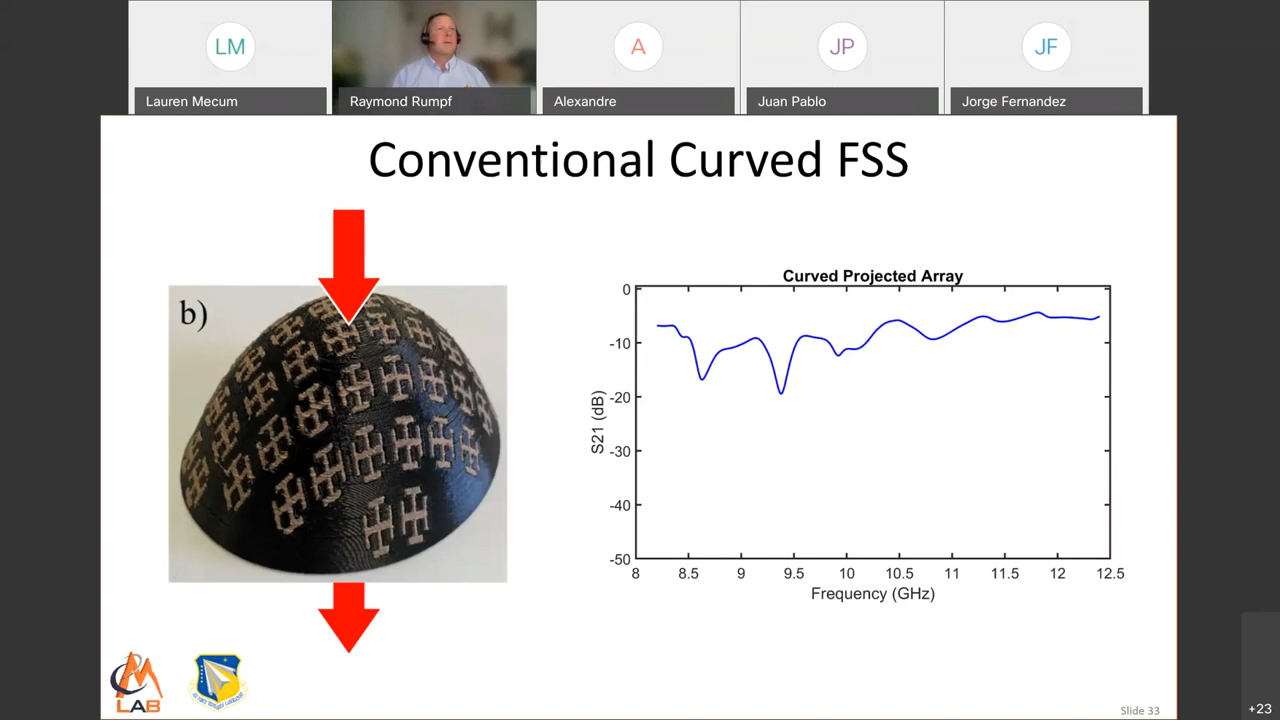 LM
A
JP
JF
Lauren Mecum
Raymond Rumpf
Alexandre
Juan Pablo
Jorge Fernandez
Conventional Curved FSS
b)
Curved Projected Array
0
-10
-20
-30
-40
-50
S21 (dB)
8 8.5 9 9.5 10 10.5 11 11.5 12 12.5
Frequency (GHz)
LAB
Slide 33
+23